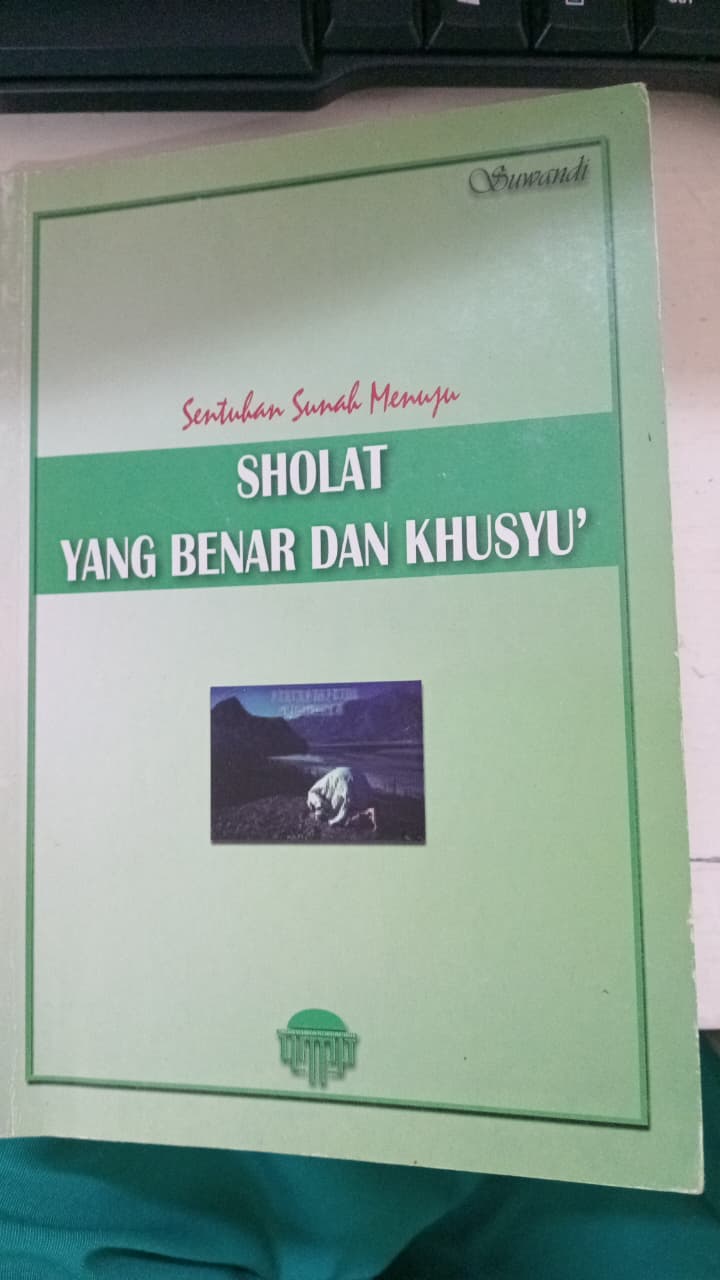 Suwandi
Sentuhan Sunah Menuju
SHOLAT
YANG BENAR DAN KHUSYU'